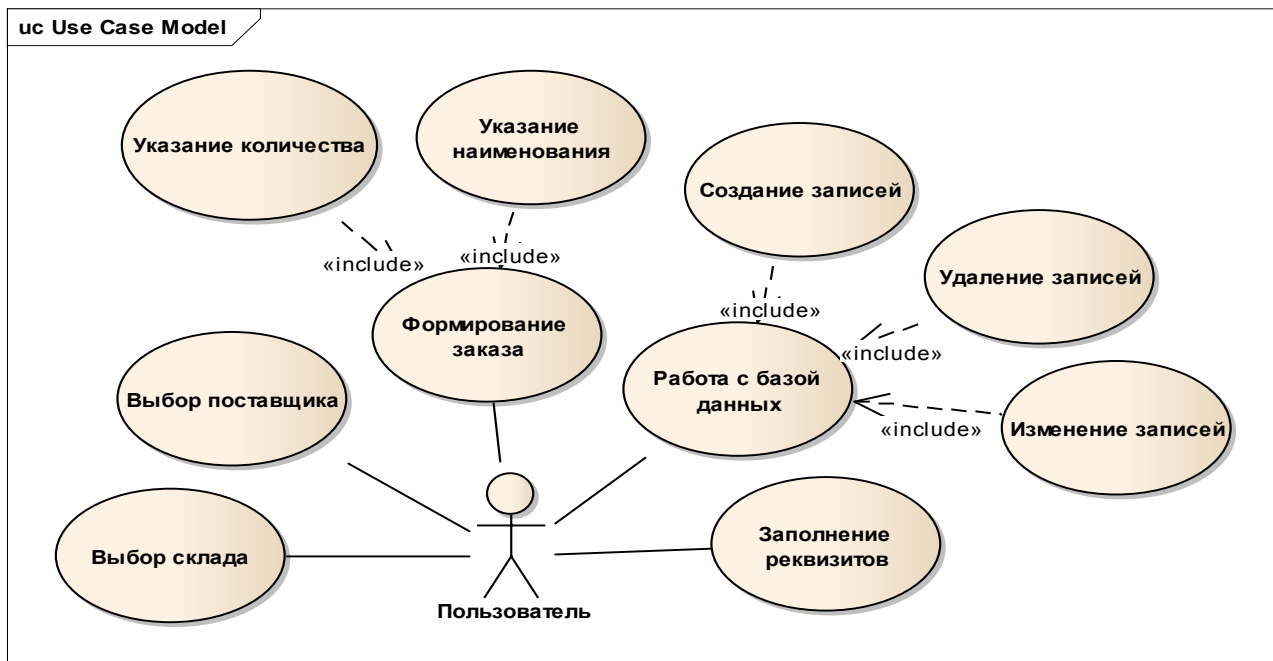 uc Use Case Model
Указание количества
Указание
наименования
Создание записей
Удаление записей
«include»
«include»
«include»
«include»
«include»
Формирование
заказа
Работа с базой
данных
Выбор поставщика
Изменение записей
Выбор склада
Заполнение
реквизитов
Пользователь